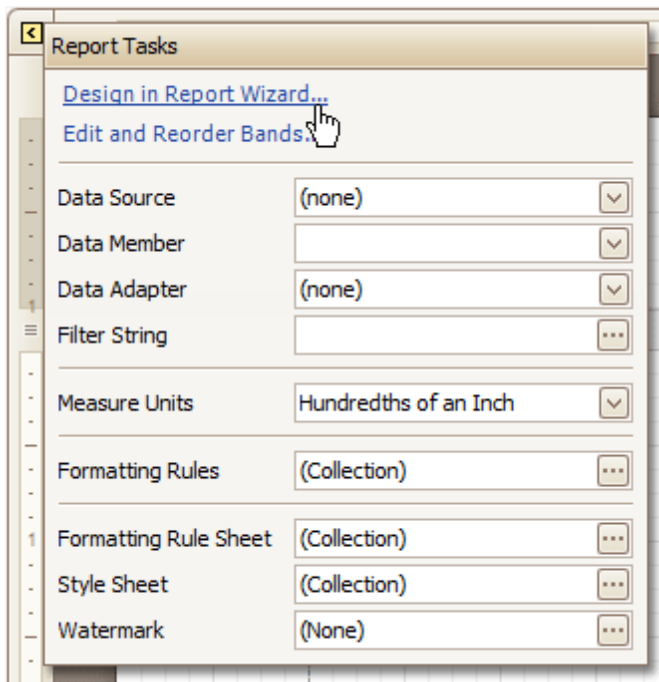 Report Tasks
Design in Report Wizard...
Edit and Reorder Bands..
Data Source (none)
Data Member
Data Adapter (none)
Filter String
1
Measure Units Hundredths of an Inch
Formatting Rules (Collection)
1 Formatting Rule Sheet (Collection)
Style Sheet (Collection)
Watermark (None)